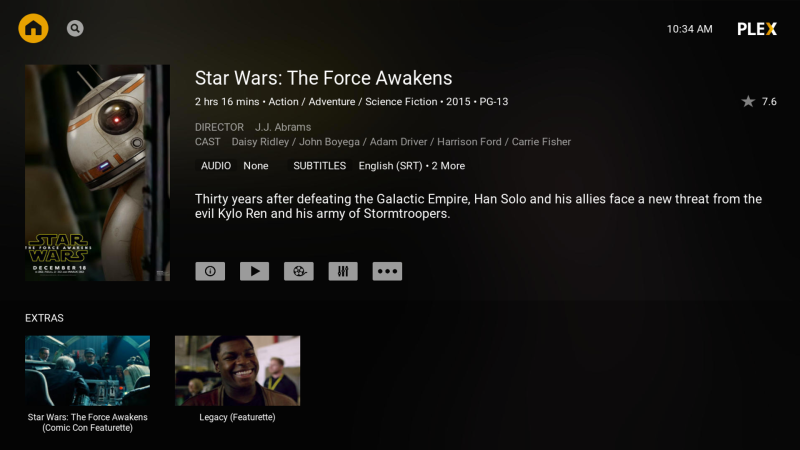 10:34 AM
PLEX
Star Wars: The Force Awakens
2 hrs 16 mins • Action / Adventure / Science Fiction • 2015 • PG-13
7.6
DIRECTOR J.J. Abrams
CAST Daisy Ridley / John Boyega / Adam Driver / Harrison Ford / Carrie Fisher
AUDIO None SUBTITLES English (SRT) • 2 More
Thirty years after defeating the Galactic Empire, Han Solo and his allies face a new threat from the
evil Kylo Ren and his army of Stormtroopers.
STAR
THE FORCE AWAKENS
WARS
DECEMBER 18
EXTRAS
Star Wars: The Force Awakens
(Comic Con Featurette)
Legacy (Featurette)